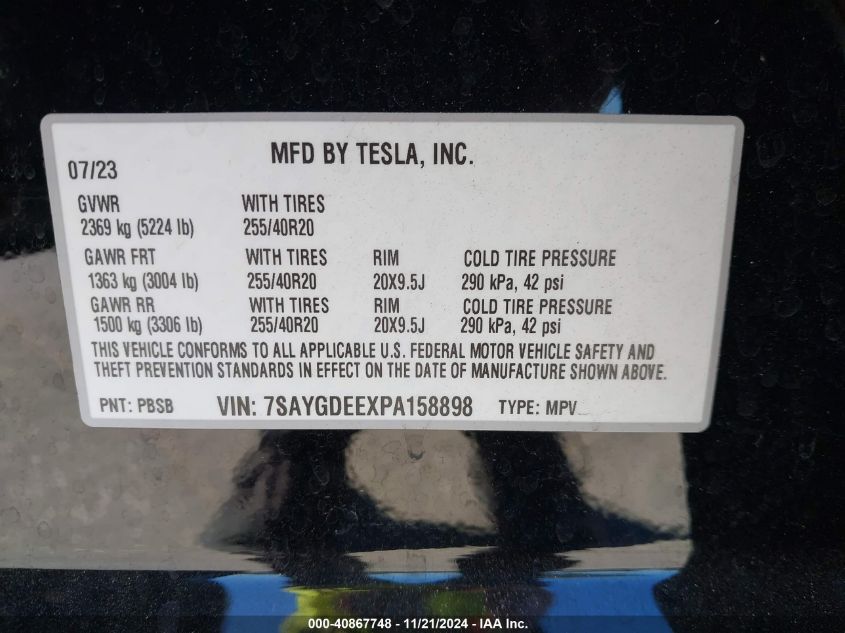 MFD BY TESLA, INC.
07/23
GVWR WITH TIRES
2369 kg (5224 lb) 255/40R20
GAWR FRT WITH TIRES RIM COLD TIRE PRESSURE
1363 kg (3004 lb) 255/40R20 20X9.5J 290 kPa, 42 psi
GAWR RR WITH TIRES RIM COLD TIRE PRESSURE
1500 kg (3306 lb) 255/40R20 20X9.5J 290 kPa, 42 psi
THIS VEHICLE CONFORMS TO ALL APPLICABLE U.S. FEDERAL MOTOR VEHICLE SAFETY AND
THEFT PREVENTION STANDARDS IN EFFECT ON THE DATE OF MANUFACTURE SHOWN ABOVE.
PNT: PBSB VIN: 7SAYGDEEXPA158898 TYPE: MPV
000-40867748 - 11/21/2024 - IAA Inc.